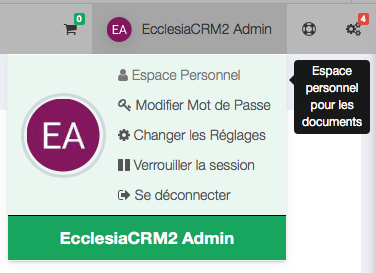 0
EA EcclesiaCRM2 Admin
4
Espace Personnel
Modifier Mot de Passe
Changer les Réglages
Verrouiller la session
Se déconnecter
EA
EcclesiaCRM2 Admin
Espace
personnel
pour les
documents